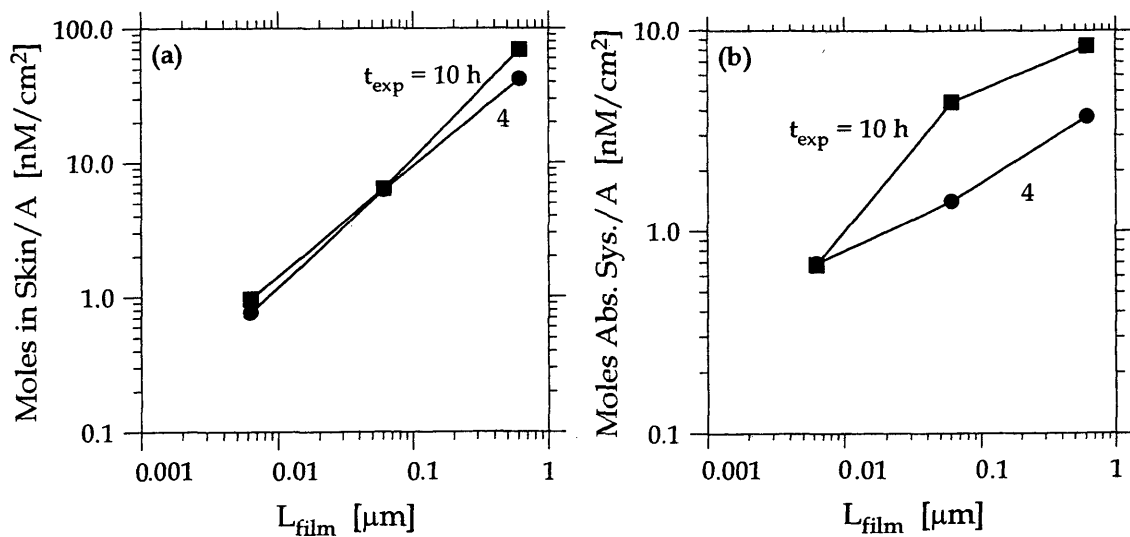 100.0
(a)
t_exp = 10 h
4
10.0
1.0
0.1
0.001
0.01
0.1
1
Moles in Skin/A [nM/cm²]
L_film [μm]
10.0
(b)
t_exp = 10 h
4
1.0
0.1
0.001
0.01
0.1
1
Moles Abs. Sys./A [nM/cm²]
L_film [μm]